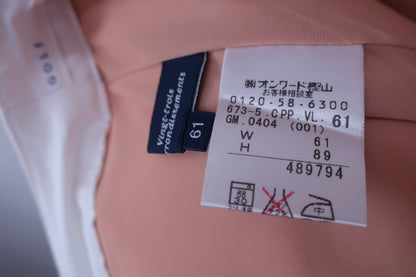 ㈱オンワード樫山
お客様相談室
0120-58-6300
673-5.CPP.VL. 61
GM.0404 (001)
W 61
H 89
489794
vingt-trois
arrondissements
61